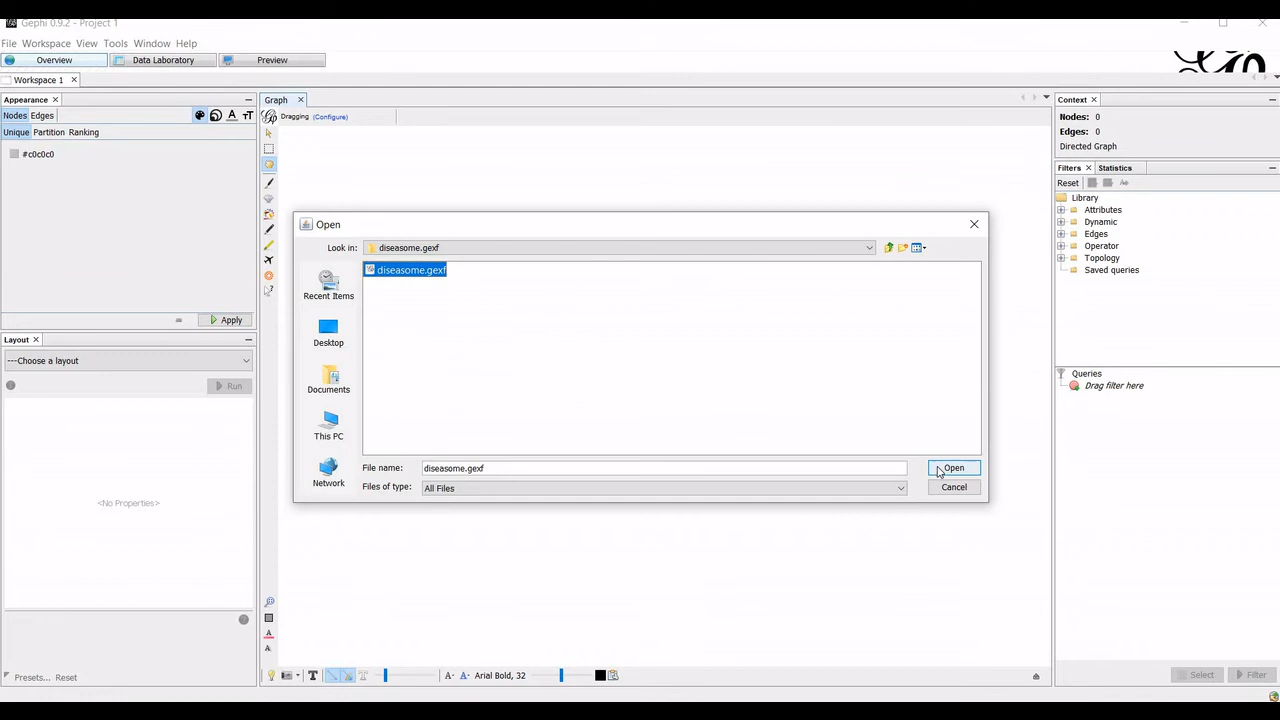 Gephi 0.9.2 - Project 1
File Workspace View Tools Window Help
Overview Data Laboratory Preview
Workspace 1
Appearance
Nodes Edges
Unique Partition Ranking
#c0c0c0
Apply
Layout
---Choose a layout
Run
<No Properties>
Presets... Reset
Graph
Dragging (Configure)
Open
Look in: diseasome.gexf
diseasome.gexf
Recent Items
Desktop
Documents
This PC
Network
File name: diseasome.gexf Open
Files of type: All Files Cancel
T A- A- Arial Bold, 32
Context
Nodes: 0
Edges: 0
Directed Graph
Filters Statistics
Reset
Library
Attributes
Dynamic
Edges
Operator
Topology
Saved queries
Queries
Drag filter here
Select Filter